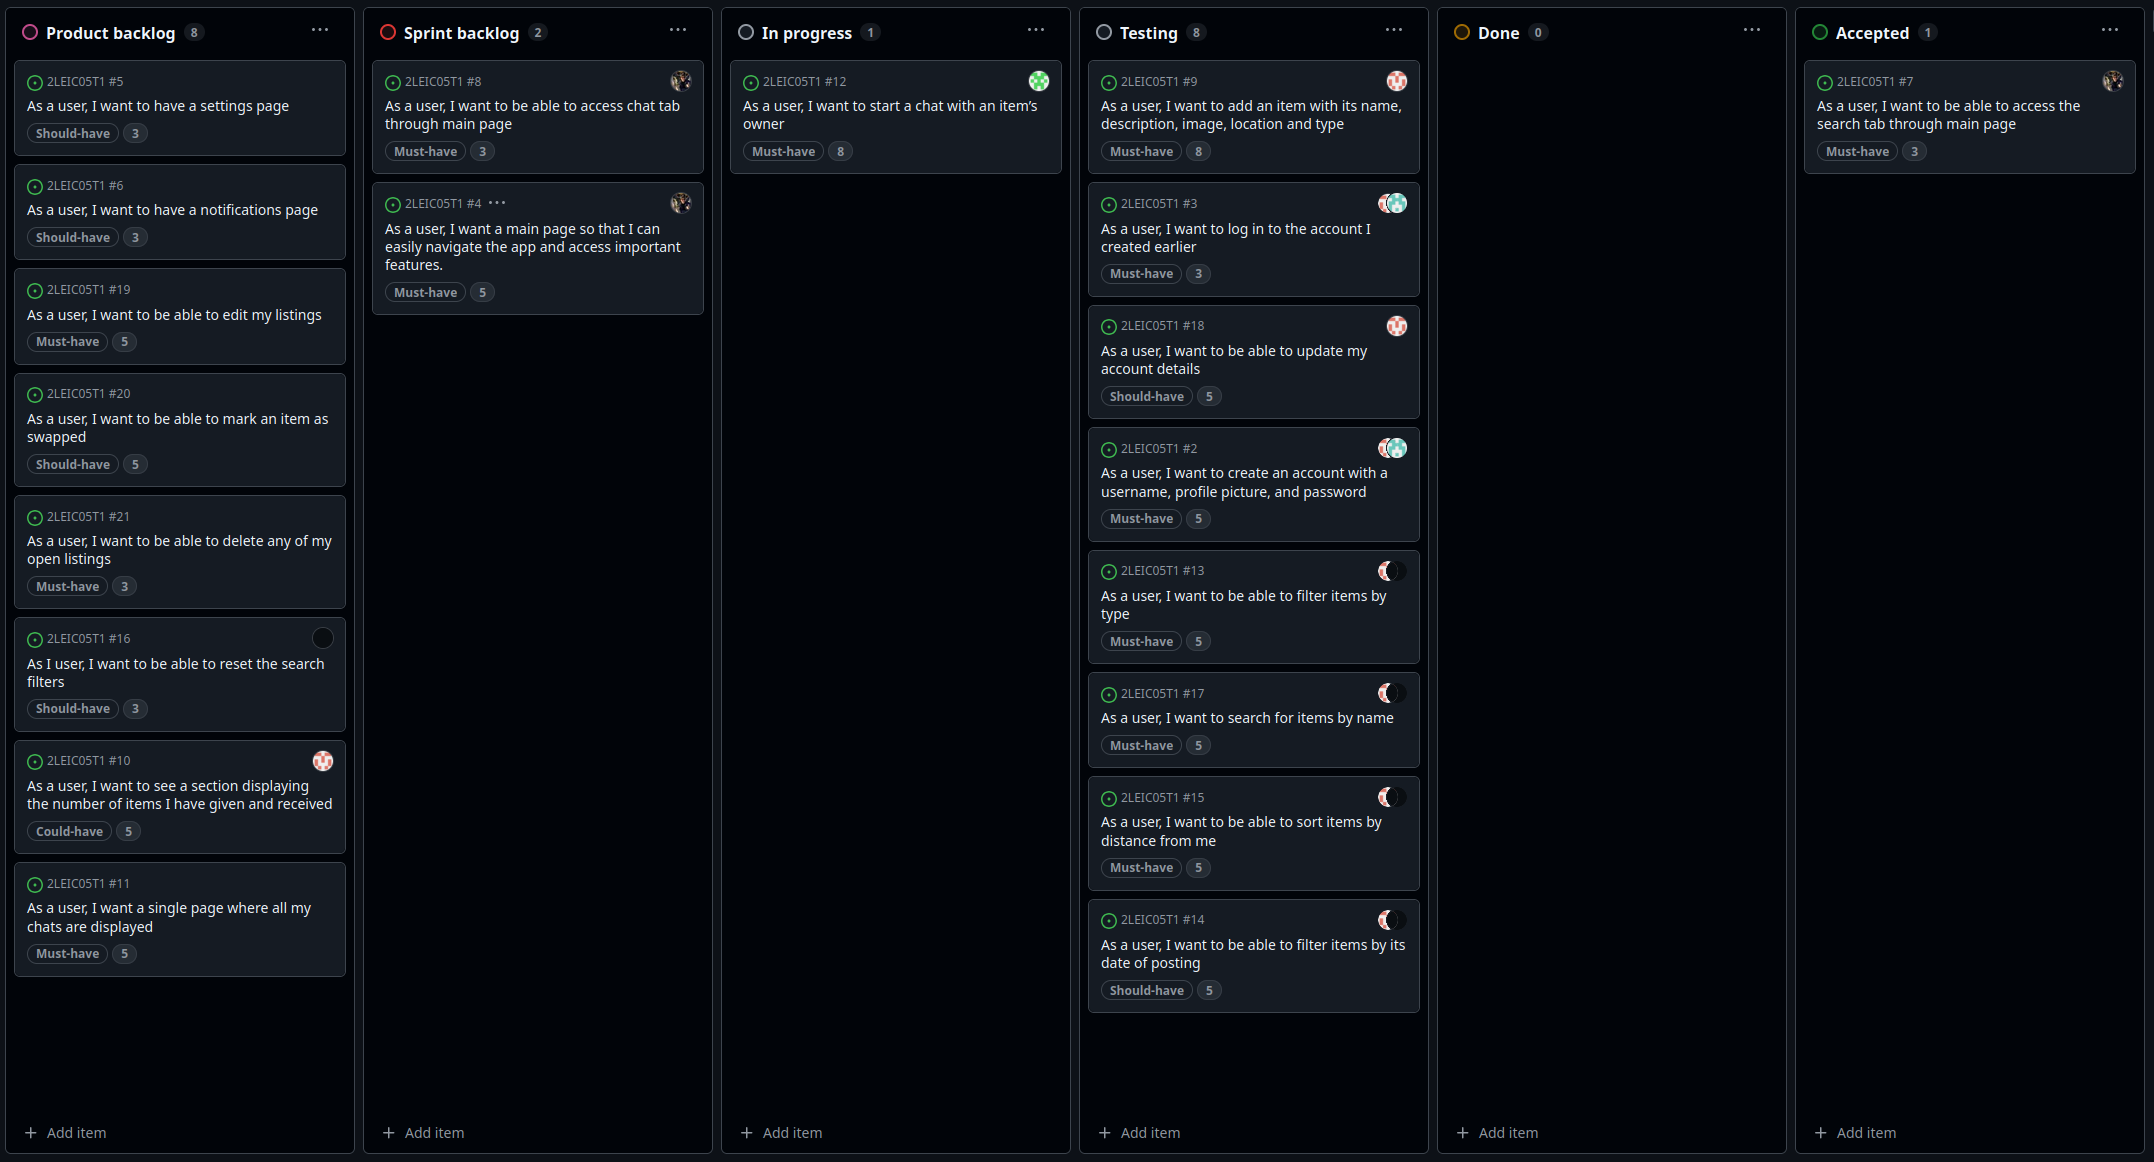 Product backlog 8
2LEIC05T1 #5
As a user, I want to have a settings page
Should-have 3
2LEIC05T1 #6
As a user, I want to have a notifications page
Should-have 3
2LEIC05T1 #19
As a user, I want to be able to edit my listings
Must-have 5
2LEIC05T1 #20
As a user, I want to be able to mark an item as
swapped
Should-have 5
2LEIC05T1 #21
As a user, I want to be able to delete any of my
open listings
Must-have 3
2LEIC05T1 #16
As I user, I want to be able to reset the search
filters
Should-have 3
2LEIC05T1 #10
As a user, I want to see a section displaying
the number of items I have given and received
Could-have 5
2LEIC05T1 #11
As a user, I want a single page where all my
chats are displayed
Must-have 5
+ Add item
Sprint backlog 2
2LEIC05T1 #8
As a user, I want to be able to access chat tab
through main page
Must-have 3
2LEIC05T1 #4
As a user, I want a main page so that I can
easily navigate the app and access important
features.
Must-have 5
+ Add item
In progress 1
2LEIC05T1 #12
As a user, I want to start a chat with an item’s
owner
Must-have 8
+ Add item
Testing 8
2LEIC05T1 #9
As a user, I want to add an item with its name,
description, image, location and type
Must-have 8
2LEIC05T1 #3
As a user, I want to log in to the account I
created earlier
Must-have 3
2LEIC05T1 #18
As a user, I want to be able to update my
account details
Should-have 5
2LEIC05T1 #2
As a user, I want to create an account with a
username, profile picture, and password
Must-have 5
2LEIC05T1 #13
As a user, I want to be able to filter items by
type
Must-have 5
2LEIC05T1 #17
As a user, I want to search for items by name
Must-have 5
2LEIC05T1 #15
As a user, I want to be able to sort items by
distance from me
Must-have 5
2LEIC05T1 #14
As a user, I want to be able to filter items by its
date of posting
Should-have 5
+ Add item
Done 0
+ Add item
Accepted 1
2LEIC05T1 #7
As a user, I want to be able to access the
search tab through main page
Must-have 3
+ Add item